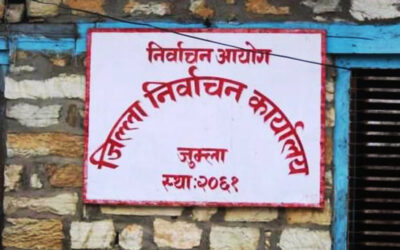 निर्वाचन आयोग
जिल्ला निर्वाचन कार्यालय
जुम्ला
स्था:२०६१